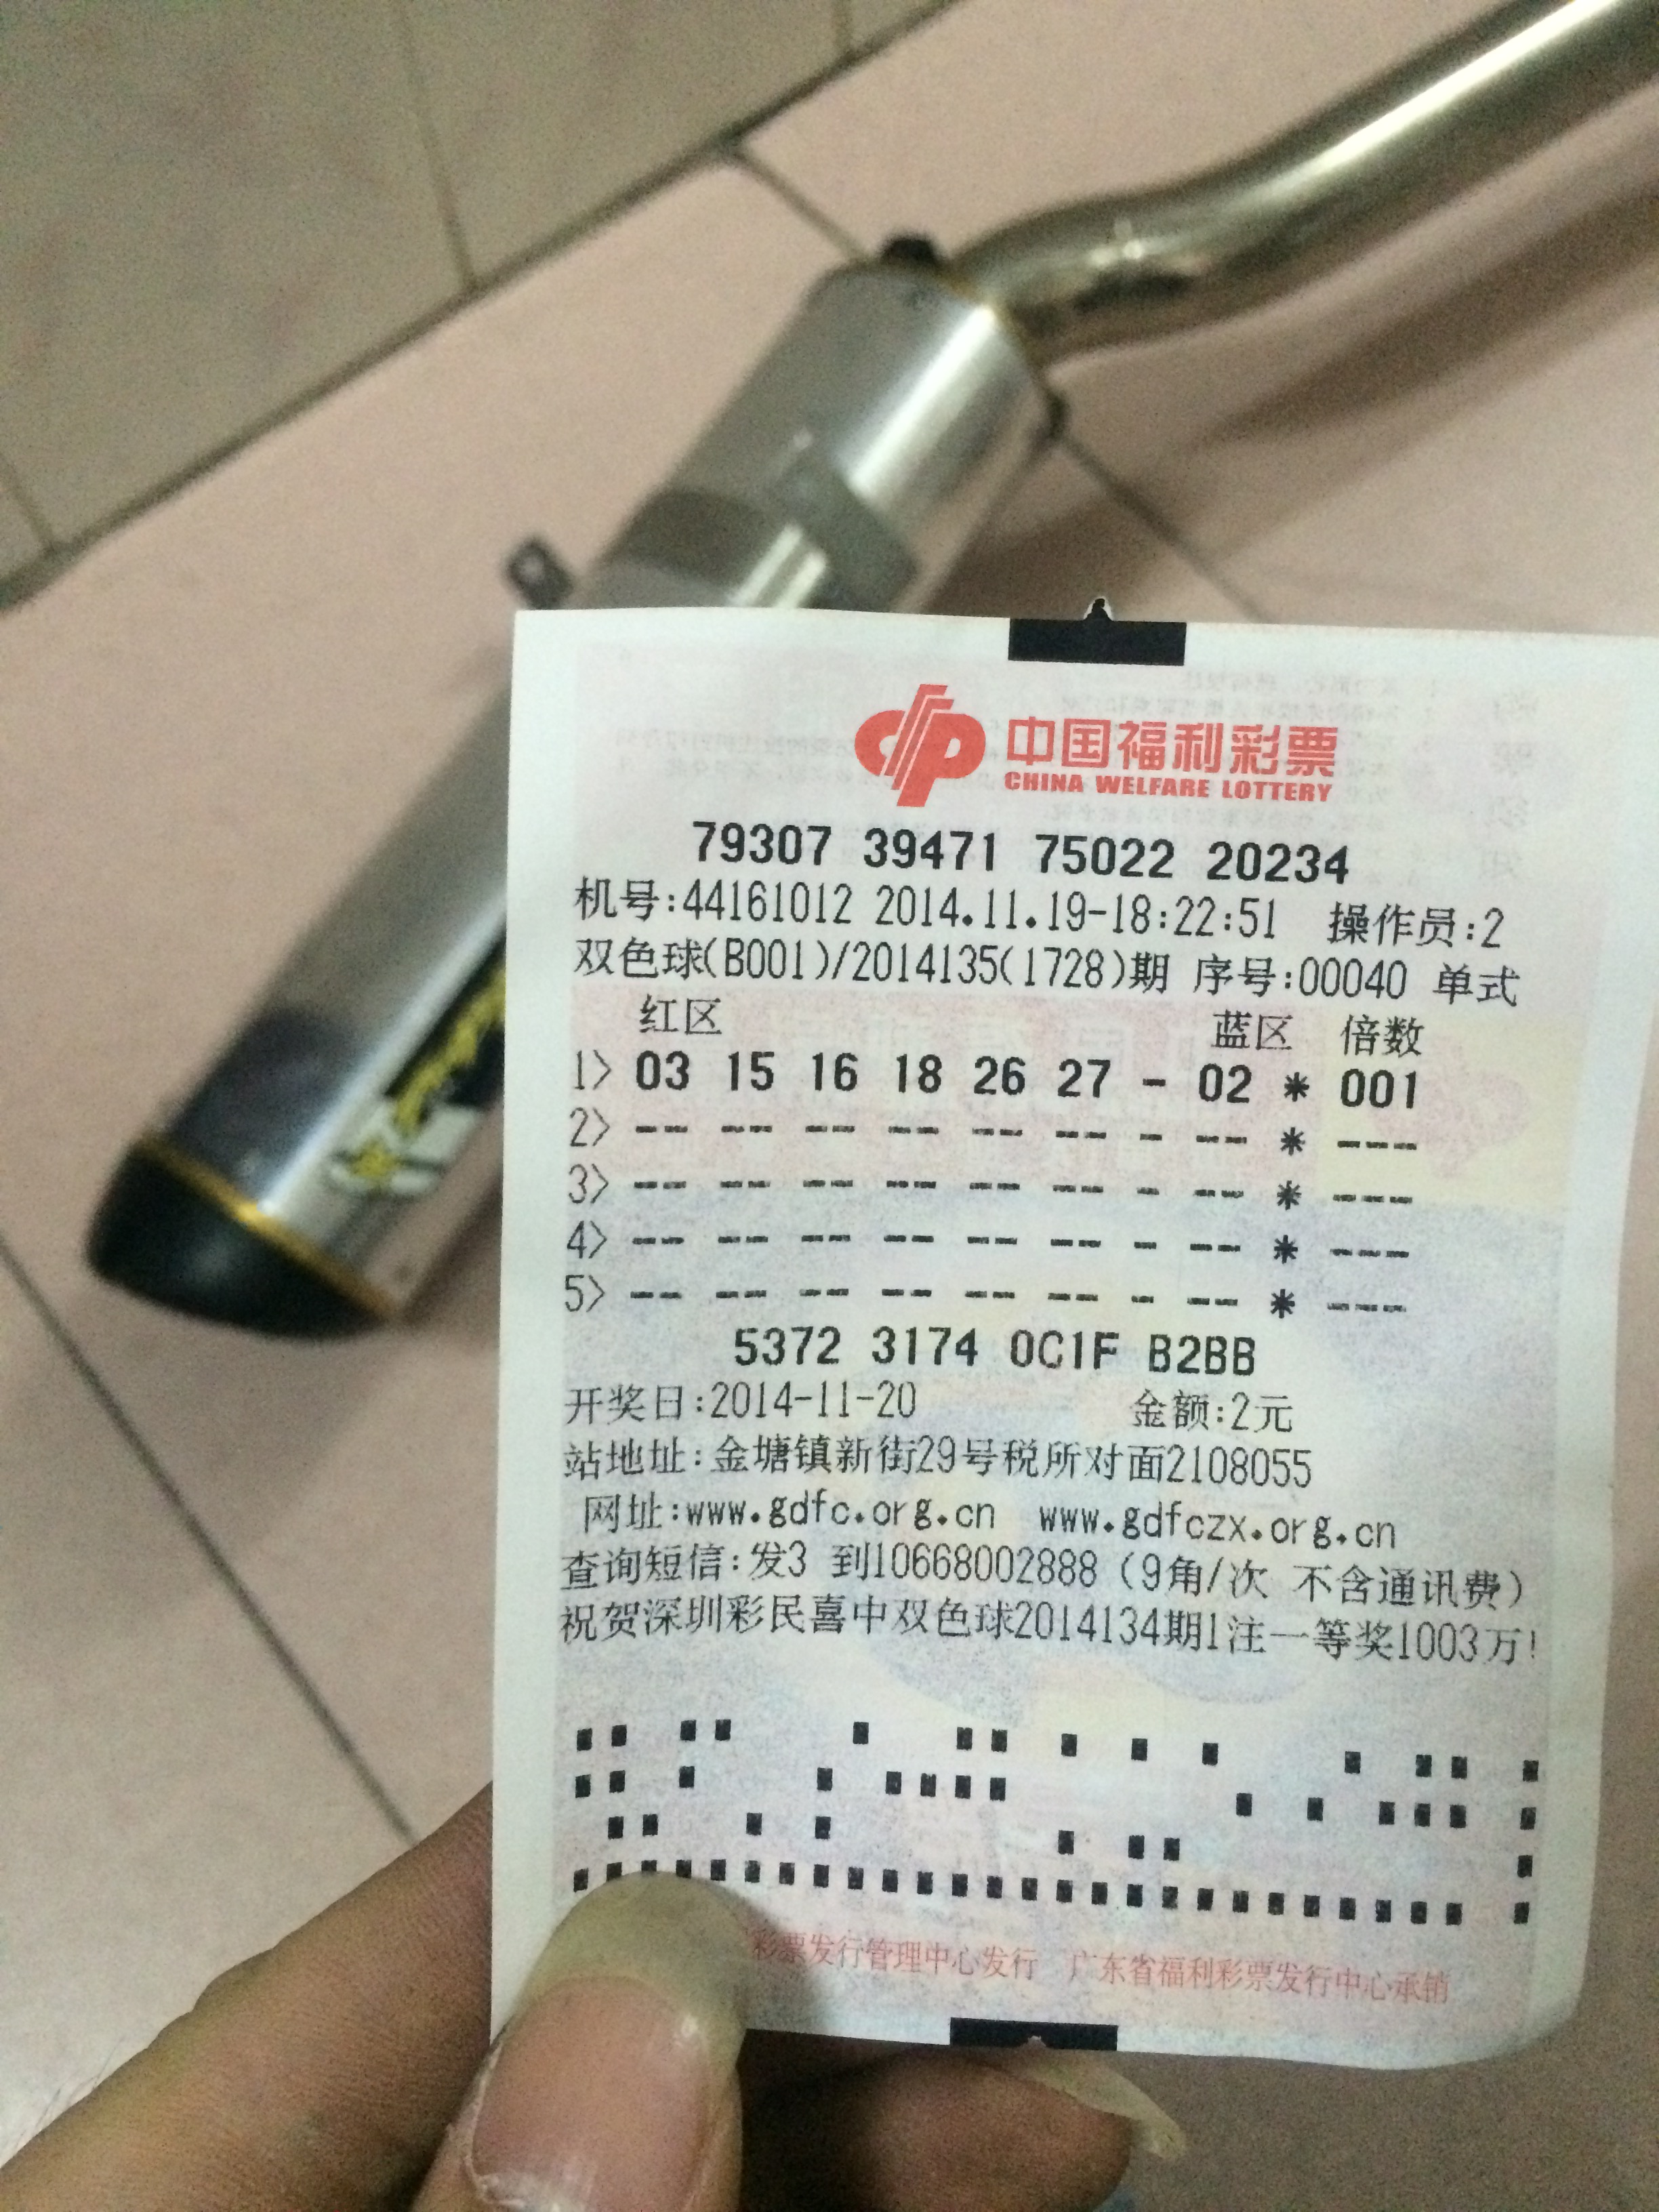 中国福利彩票
CHINA WELFARE LOTTERY
79307 39471 75022 20234
机号:44161012 2014.11.19-18:22:51 操作员:2
双色球(B001)/2014135(1728)期 序号:00040 单式
红区 蓝区 倍数
1> 03 15 16 18 26 27 - 02 * 001
2> -- -- -- -- -- -- - -- * ---
3> -- -- -- -- -- -- - -- * ---
4> -- -- -- -- -- -- - -- * ---
5> -- -- -- -- -- -- - -- * ---
5372 3174 0C1F B2BB
开奖日:2014-11-20 金额:2元
站地址:金塘镇新街29号税所对面2108055
网址:www.gdfc.org.cn www.gdfczx.org.cn
查询短信:发3 到10668002888(9角/次 不含通讯费)
祝贺深圳彩民喜中双色球2014134期1注一等奖1003万!
彩票发行管理中心发行 广东省福利彩票发行中心承销